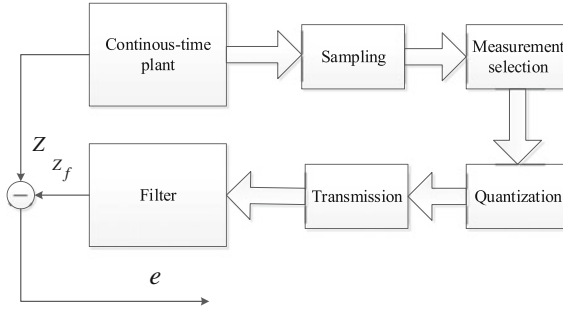 Continous-time
plant
Sampling
Measurement
selection
Z
z_f
−
Filter
Transmission
Quantization
e